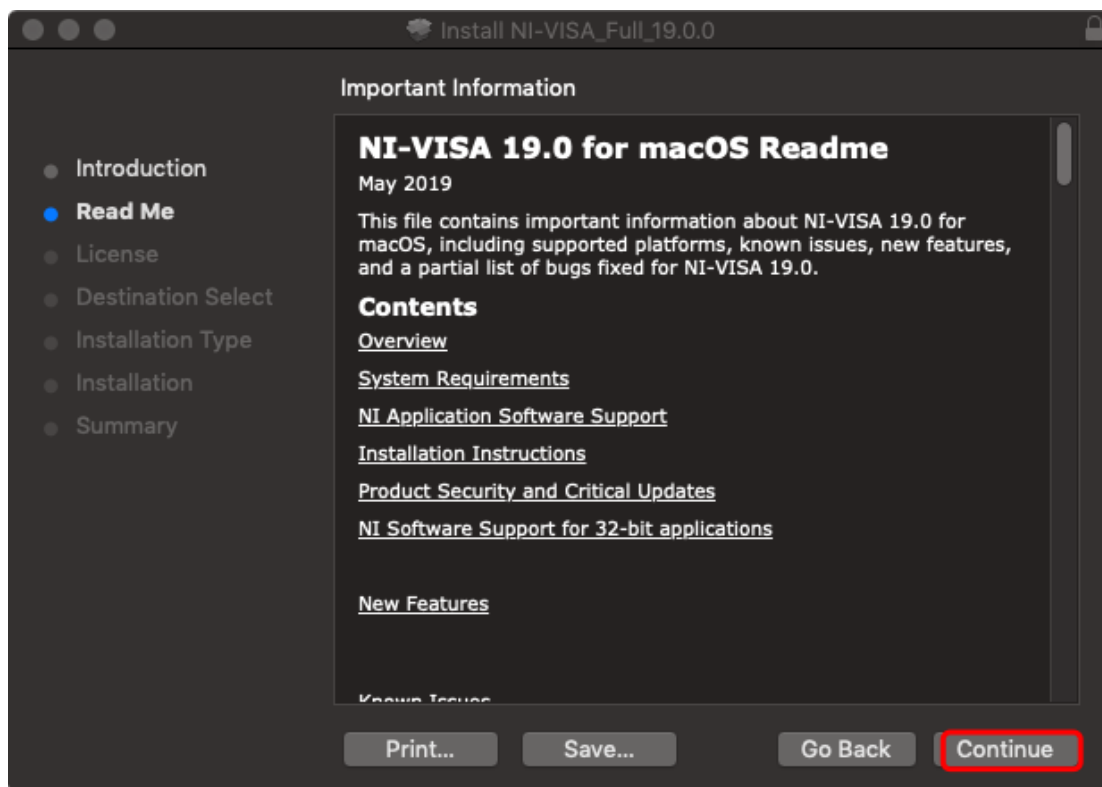 Install NI-VISA_Full_19.0.0
Important Information
Introduction
Read Me
License
Destination Select
Installation Type
Installation
Summary
NI-VISA 19.0 for macOS Readme
May 2019
This file contains important information about NI-VISA 19.0 for
macOS, including supported platforms, known issues, new features,
and a partial list of bugs fixed for NI-VISA 19.0.
Contents
Overview
System Requirements
NI Application Software Support
Installation Instructions
Product Security and Critical Updates
NI Software Support for 32-bit applications
New Features
Known Issues
Print...
Save...
Go Back
Continue